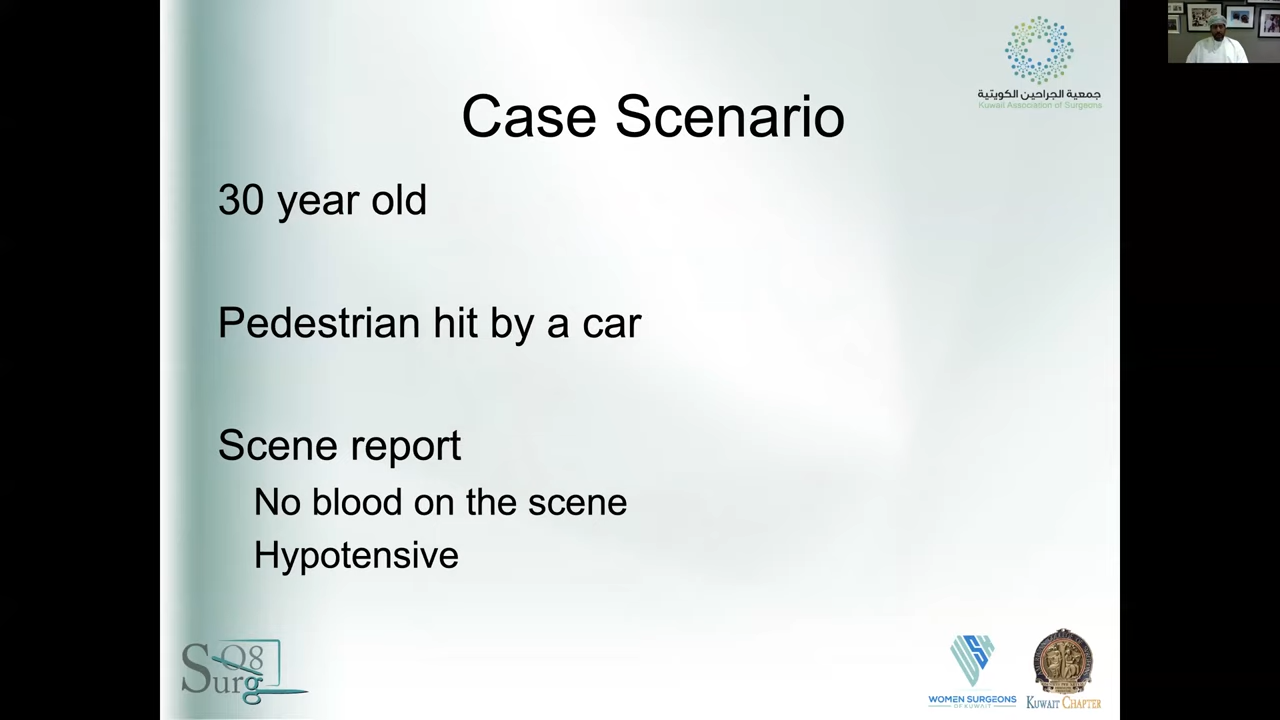 جمعية الجراحين الكويتية
Kuwait Association of Surgeons
Case Scenario
30 year old
Pedestrian hit by a car
Scene report
No blood on the scene
Hypotensive
Q8
Surg
WOMEN SURGEONS
OF KUWAIT
KUWAIT CHAPTER